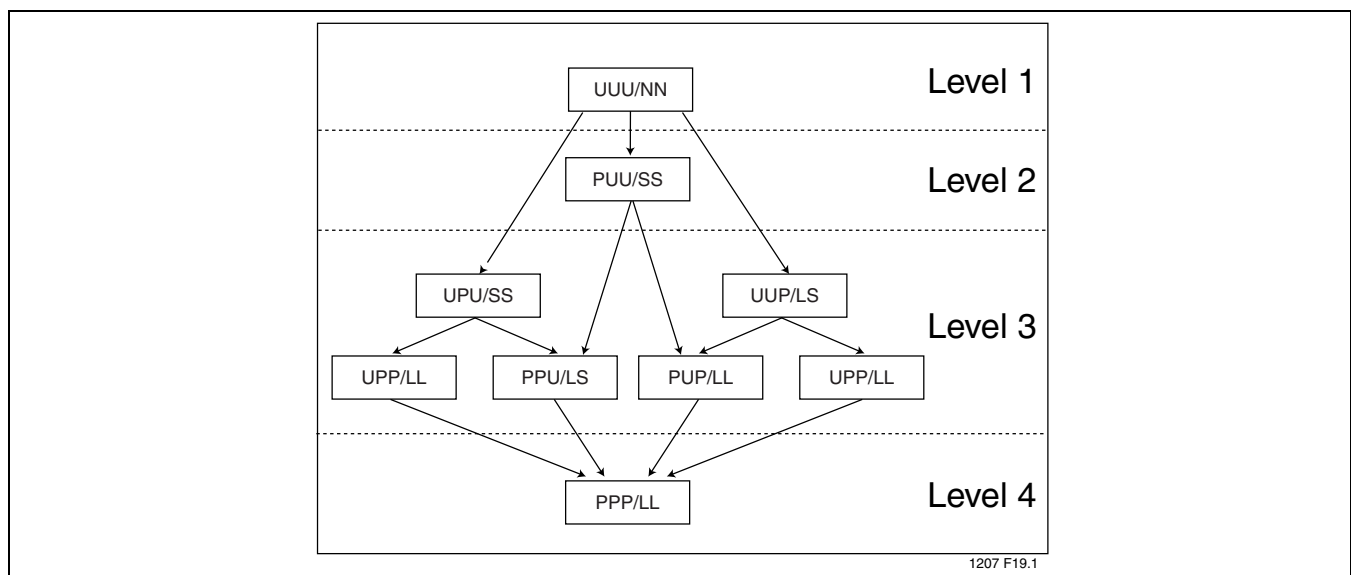 UUU/NN
Level 1
PUU/SS
Level 2
UPU/SS
UUP/LS
Level 3
UPP/LL
PPU/LS
PUP/LL
UPP/LL
PPP/LL
Level 4
1207 F19.1